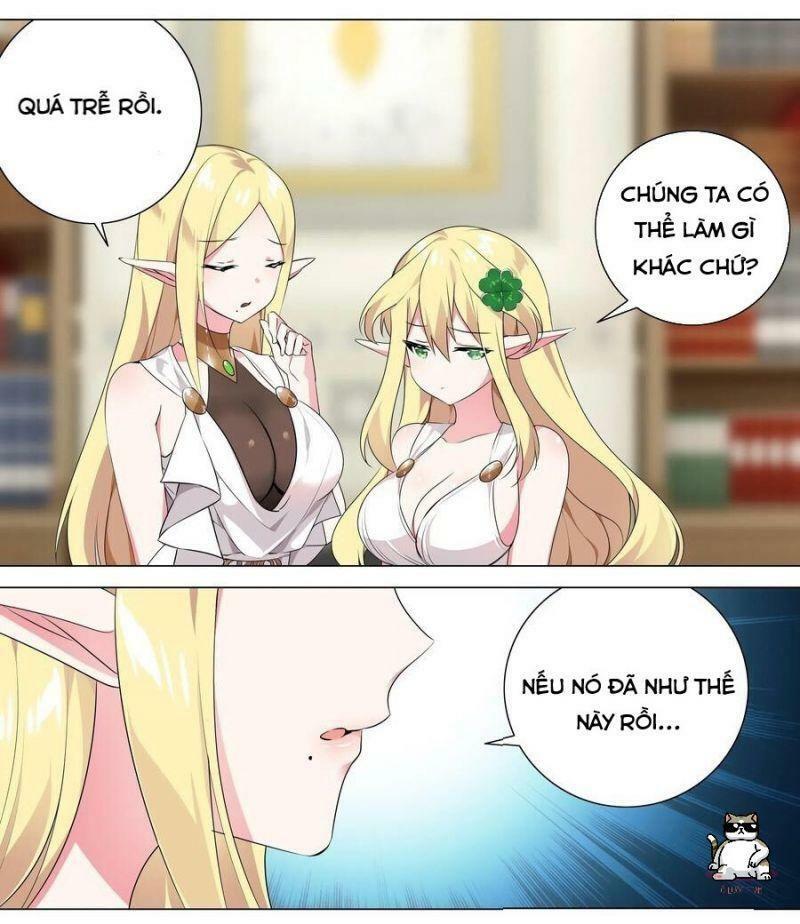 QUÁ TRỄ RỒI.
CHÚNG TA CÓ
THỂ LÀM GÌ
KHÁC CHỨ?
NẾU NÓ ĐÃ NHƯ THẾ
NÀY RỒI...